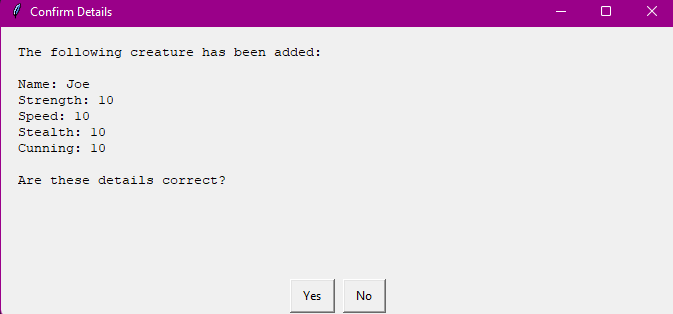 Confirm Details
The following creature has been added:
Name: Joe
Strength: 10
Speed: 10
Stealth: 10
Cunning: 10
Are these details correct?
Yes
No